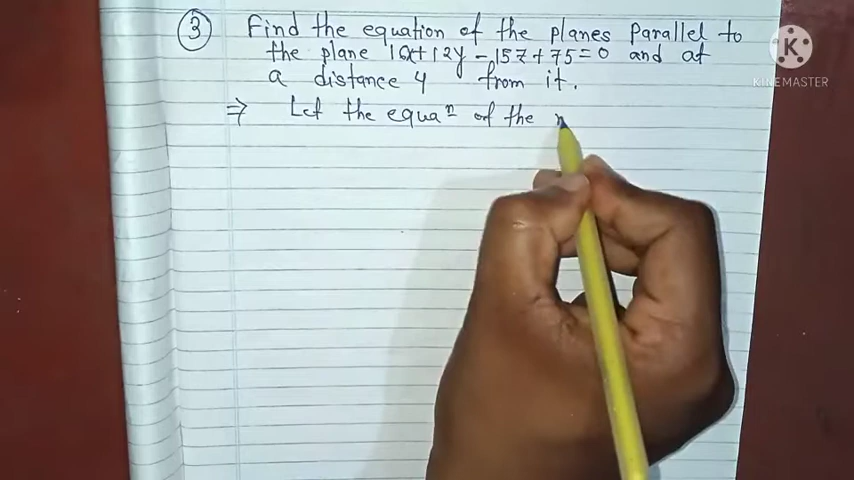 ③ Find the equation of the planes parallel to
the plane 16x+12y-15z+75=0 and at
a distance 4 from it.
⇒ Let the equaⁿ of the
K
KINEMASTER